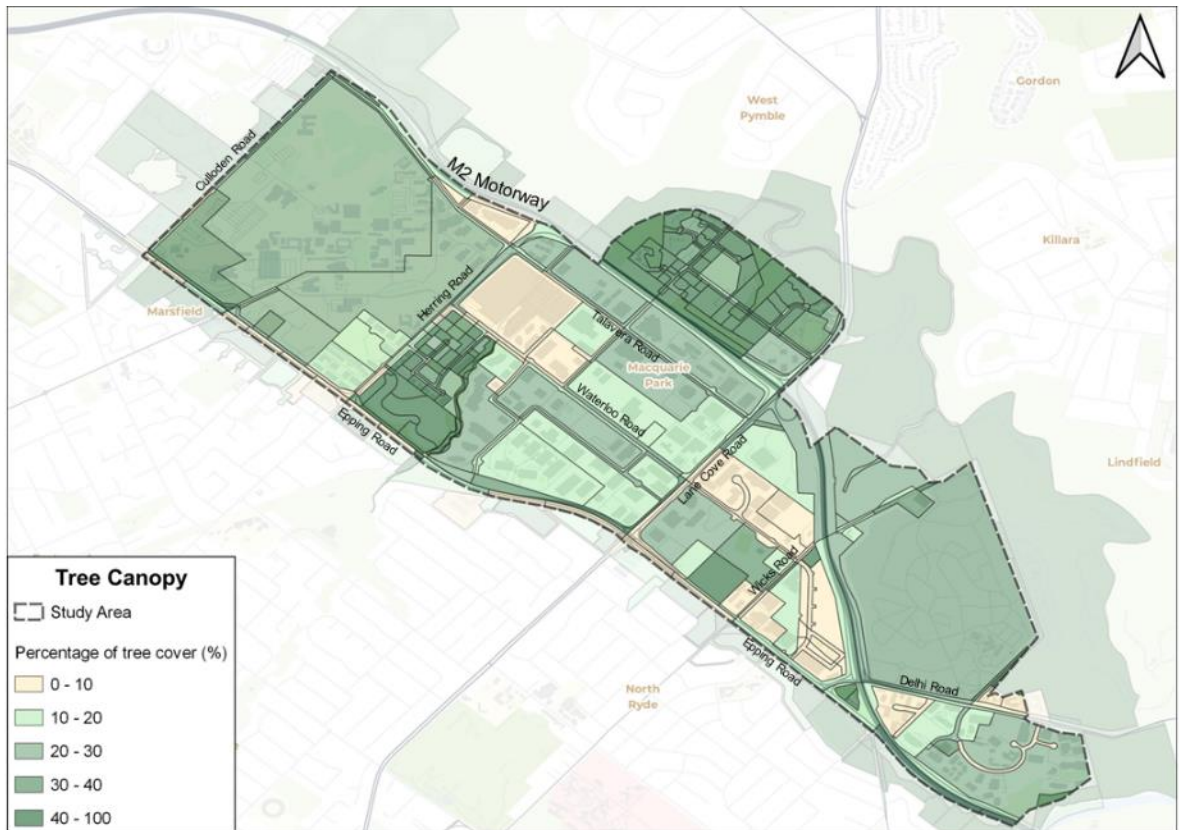 Gordon
West
Pymble
Culloden Road
M2 Motorway
Killara
Marsfield
Herring Road
Talavera Road
Macquarie
Park
Waterloo Road
Epping Road
Lane Cove Road
Lindfield
Wicks Road
Epping Road
Delhi Road
North
Ryde
Tree Canopy
Study Area
Percentage of tree cover (%)
0 - 10
10 - 20
20 - 30
30 - 40
40 - 100